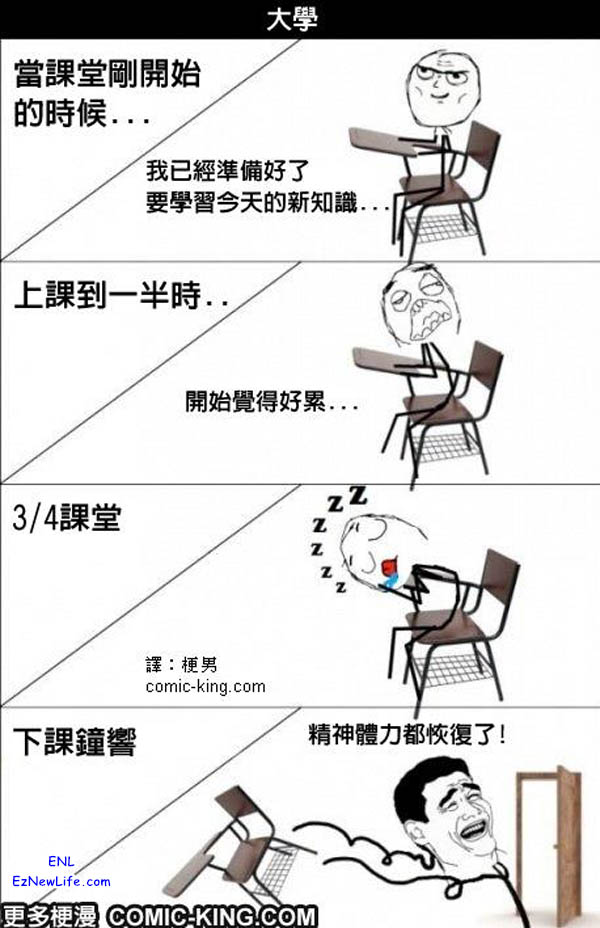 大學
當課堂剛開始
的時候...
我已經準備好了
要學習今天的新知識...
上課到一半時..
開始覺得好累...
3/4課堂
z z z z z z
譯：梗男
comic-king.com
下課鐘響
精神體力都恢復了!
ENL
EzNewLife.com
更多梗漫 COMIC-KING.COM